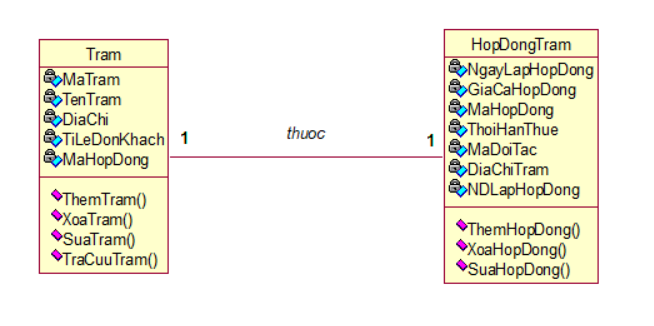 Tram
MaTram
TenTram
DiaChi
TiLeDonKhach
MaHopDong
ThemTram()
XoaTram()
SuaTram()
TraCuuTram()
1
thuoc
1
HopDongTram
NgayLapHopDong
GiaCaHopDong
MaHopDong
ThoiHanThue
MaDoiTac
DiaChiTram
NDLapHopDong
ThemHopDong()
XoaHopDong()
SuaHopDong()